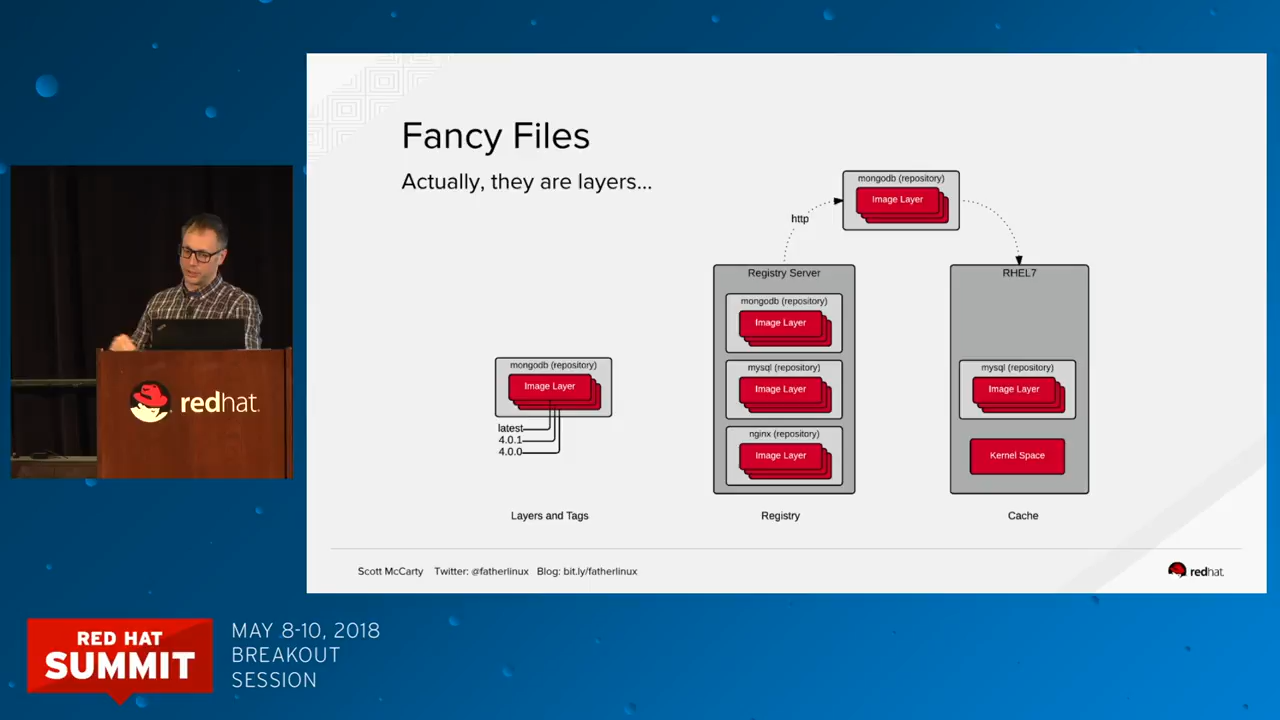 Fancy Files
Actually, they are layers...
mongodb (repository)
Image Layer
http
Registry Server
mongodb (repository)
Image Layer
mysql (repository)
Image Layer
nginx (repository)
Image Layer
RHEL7
mysql (repository)
Image Layer
Kernel Space
mongodb (repository)
Image Layer
latest
4.0.1
4.0.0
Layers and Tags
Registry
Cache
Scott McCarty Twitter: @fatherlinux Blog: bit.ly/fatherlinux
redhat.
redhat.
RED HAT
SUMMIT
MAY 8-10, 2018
BREAKOUT
SESSION